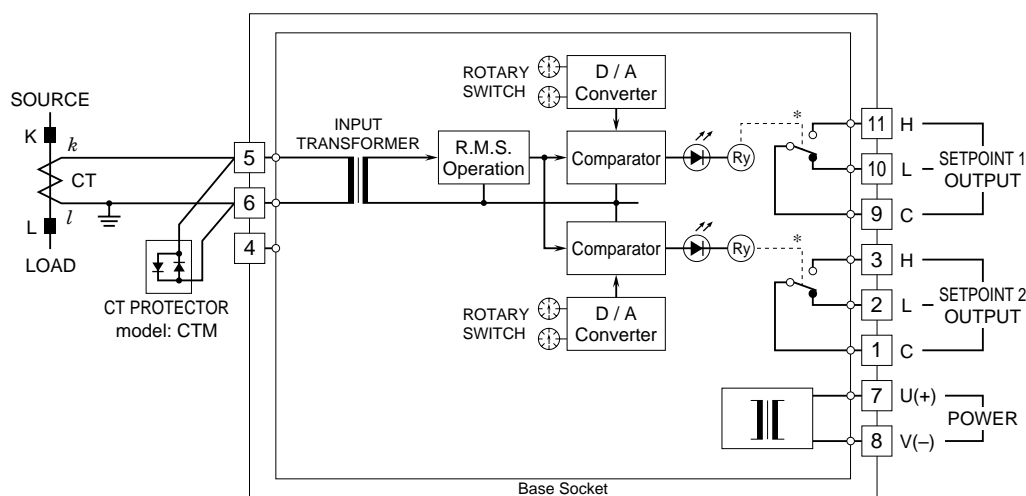 SOURCE
K
k
CT
L
l
LOAD
CT PROTECTOR
model: CTM
5
6
4
INPUT
TRANSFORMER
R.M.S.
Operation
ROTARY
SWITCH
D / A
Converter
Comparator
Ry
*
Comparator
Ry
*
ROTARY
SWITCH
D / A
Converter
11 H
10 L
9 C
SETPOINT 1
OUTPUT
3 H
2 L
1 C
SETPOINT 2
OUTPUT
7 U(+)
8 V(–)
POWER
Base Socket